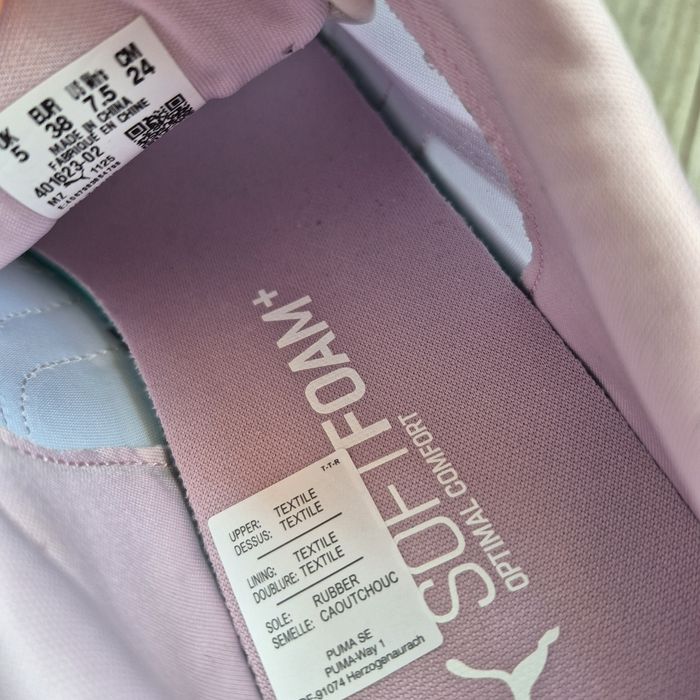 UK EUR US Wns CM
5 38 7.5 24
MADE IN CHINA
FABRIQUÉ EN CHINE
401623-02
MZ 1125
SOFTFOAM+
OPTIMAL COMFORT
T-T-R
UPPER: TEXTILE
DESSUS: TEXTILE
LINING: TEXTILE
DOUBLURE: TEXTILE
SOLE: RUBBER
SEMELLE: CAOUTCHOUC
PUMA SE
PUMA-Way 1
DE-91074 Herzogenaurach